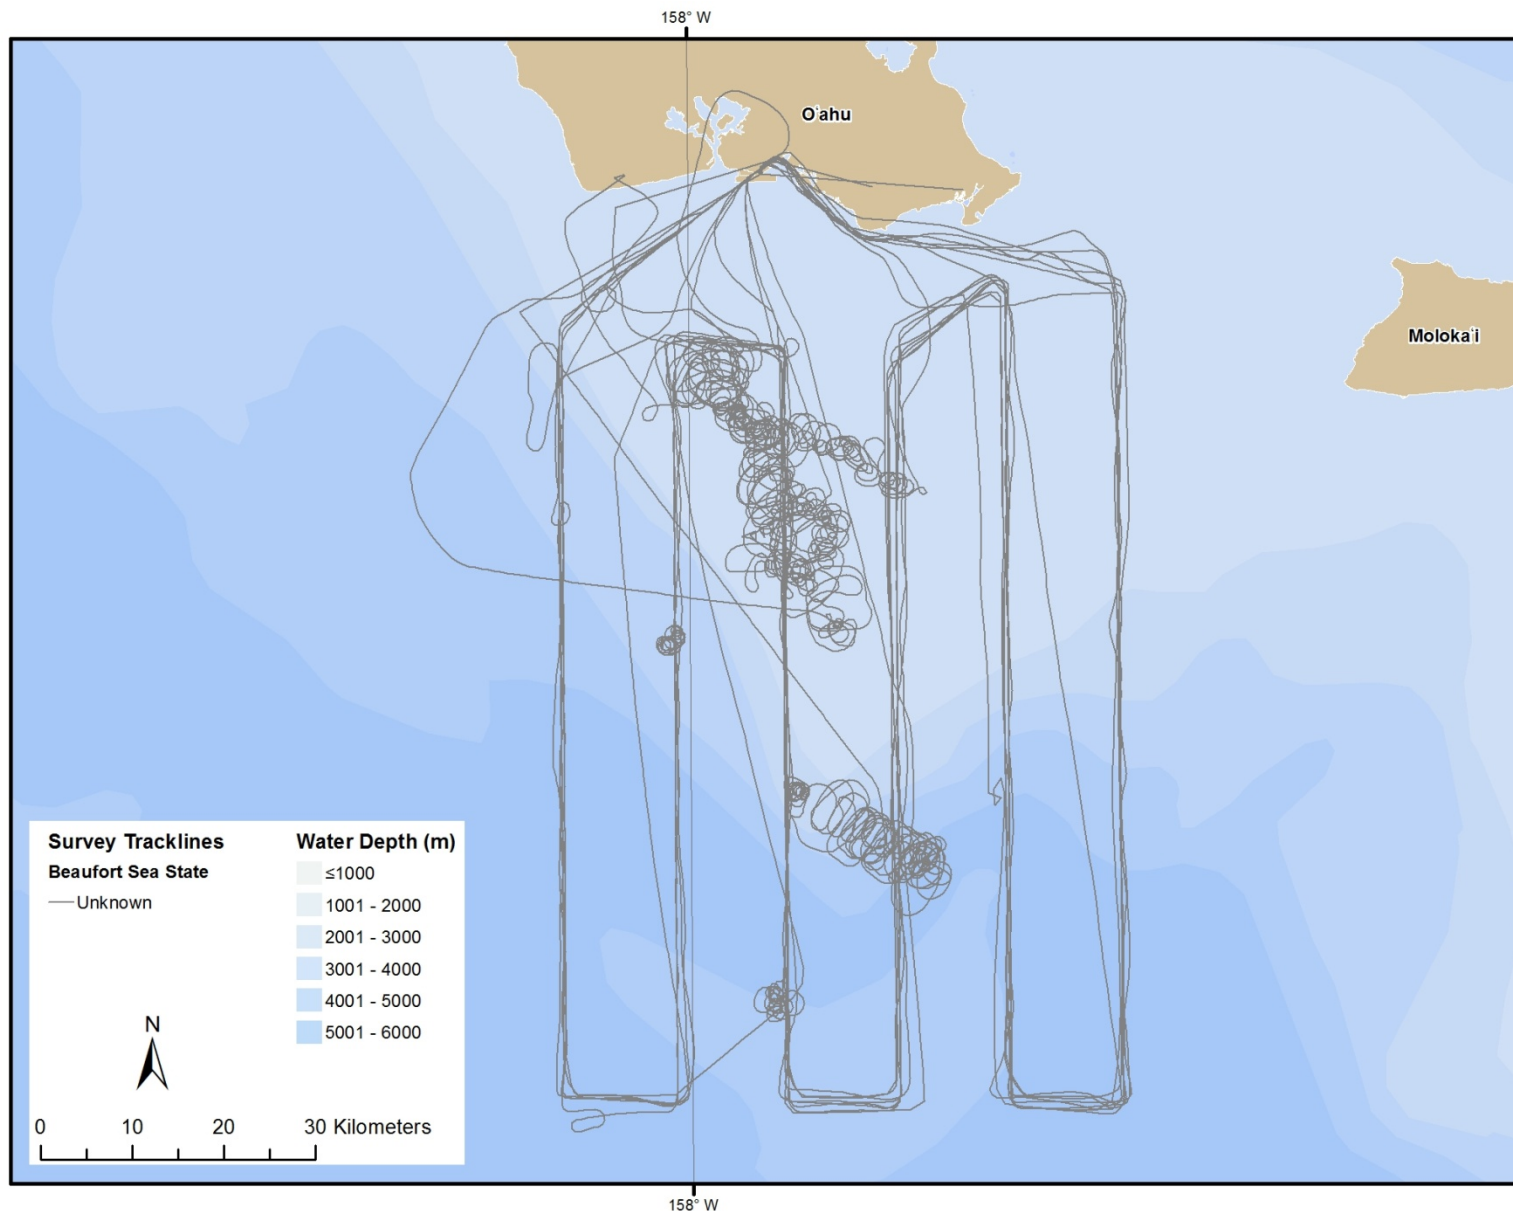 158° W
O'ahu
Moloka'i
Survey Tracklines
Beaufort Sea State
Unknown
Water Depth (m)
≤1000
1001 - 2000
2001 - 3000
3001 - 4000
4001 - 5000
5001 - 6000
N
0 10 20 30 Kilometers
158° W